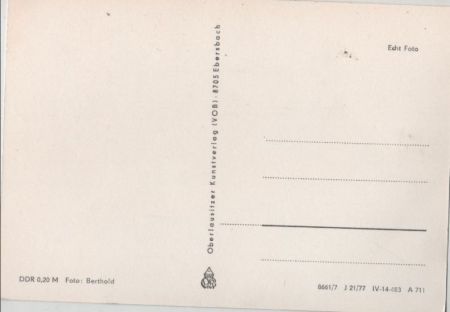 Echt Foto
Oberlausitzer Kunstverlag (VOB) · 8705 Ebersbach
DDR 0,20 M Foto: Berthold
8661/7 J 21/77 IV-14-483 A 711